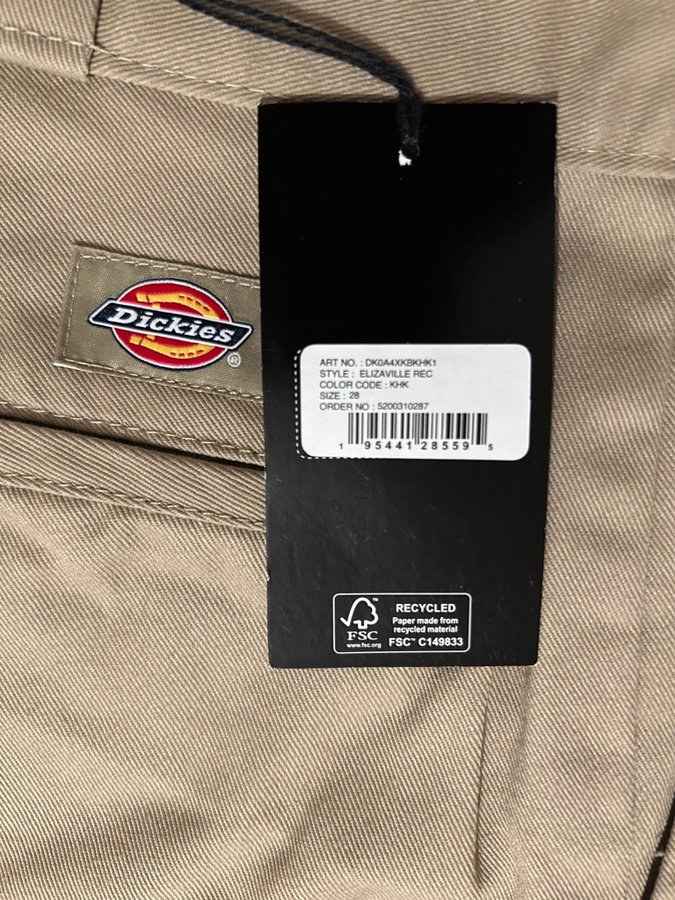 Dickies
®
ART NO. : DK0A4XKBKHK1
STYLE : ELIZAVILLE REC
COLOR CODE : KHK
SIZE : 28
ORDER NO : 5200310287
1 95441 28559 5
FSC
www.fsc.org
™
RECYCLED
Paper made from
recycled material
FSC™ C149833